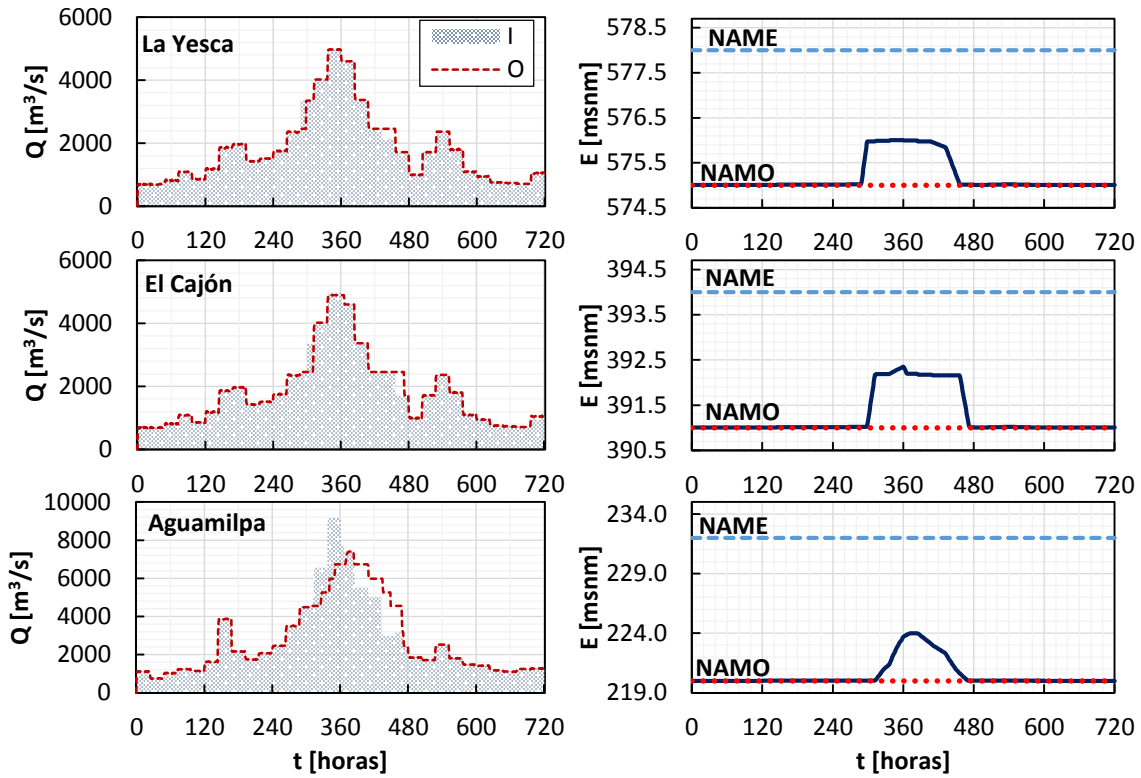 La Yesca
I
O
Q [m³/s]
6000
4000
2000
0
0 120 240 360 480 600 720
E [msnm]
578.5
577.5
576.5
575.5
574.5
NAME
NAMO
0 120 240 360 480 600 720
El Cajón
Q [m³/s]
6000
4000
2000
0
0 120 240 360 480 600 720
E [msnm]
394.5
393.5
392.5
391.5
390.5
NAME
NAMO
0 120 240 360 480 600 720
Aguamilpa
Q [m³/s]
10000
8000
6000
4000
2000
0
0 120 240 360 480 600 720
t [horas]
E [msnm]
234.0
229.0
224.0
219.0
NAME
NAMO
0 120 240 360 480 600 720
t [horas]